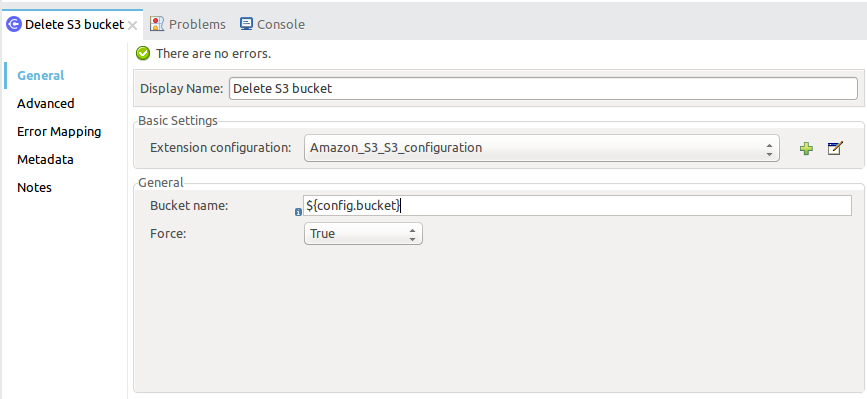 Delete S3 bucket Problems Console
There are no errors.
General
Advanced
Error Mapping
Metadata
Notes
Display Name: Delete S3 bucket
Basic Settings
Extension configuration: Amazon_S3_S3_configuration
General
Bucket name: ${config.bucket}
Force: True